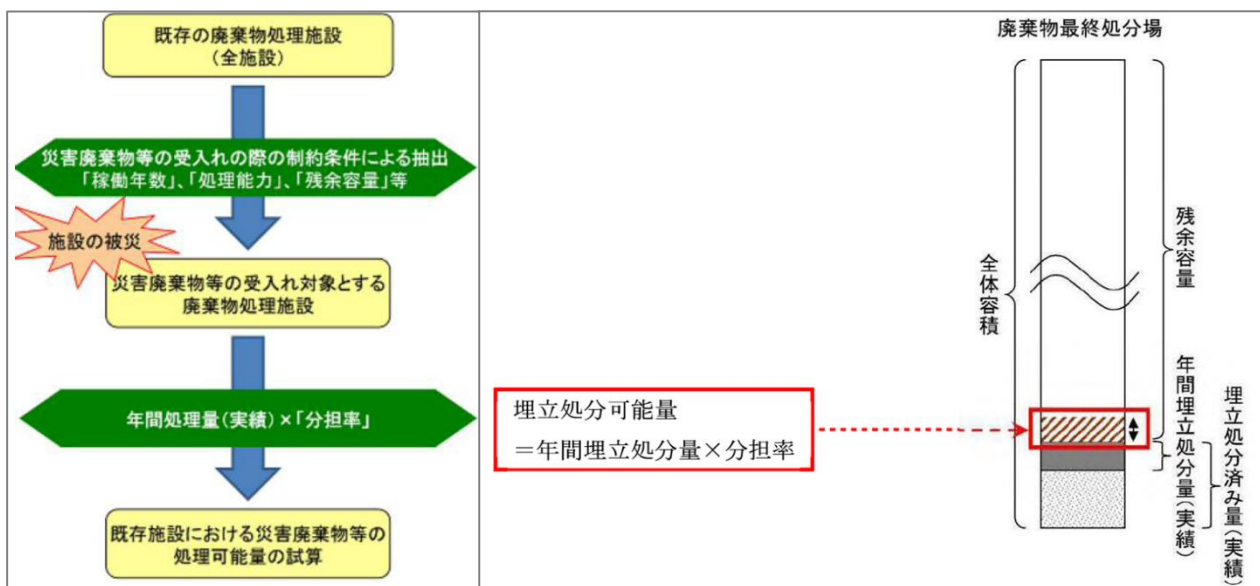 既存の廃棄物処理施設
(全施設)
災害廃棄物等の受入れの際の制約条件による抽出
「稼働年数」、「処理能力」、「残余容量」等
施設の被災
災害廃棄物等の受入れ対象とする
廃棄物処理施設
年間処理量(実績)×「分担率」
既存施設における災害廃棄物等の
処理可能量の試算
廃棄物最終処分場
全体容積
残余容量
埋立処分可能量
＝年間埋立処分量×分担率
年間埋立処分量(実績)
埋立処分済み量(実績)